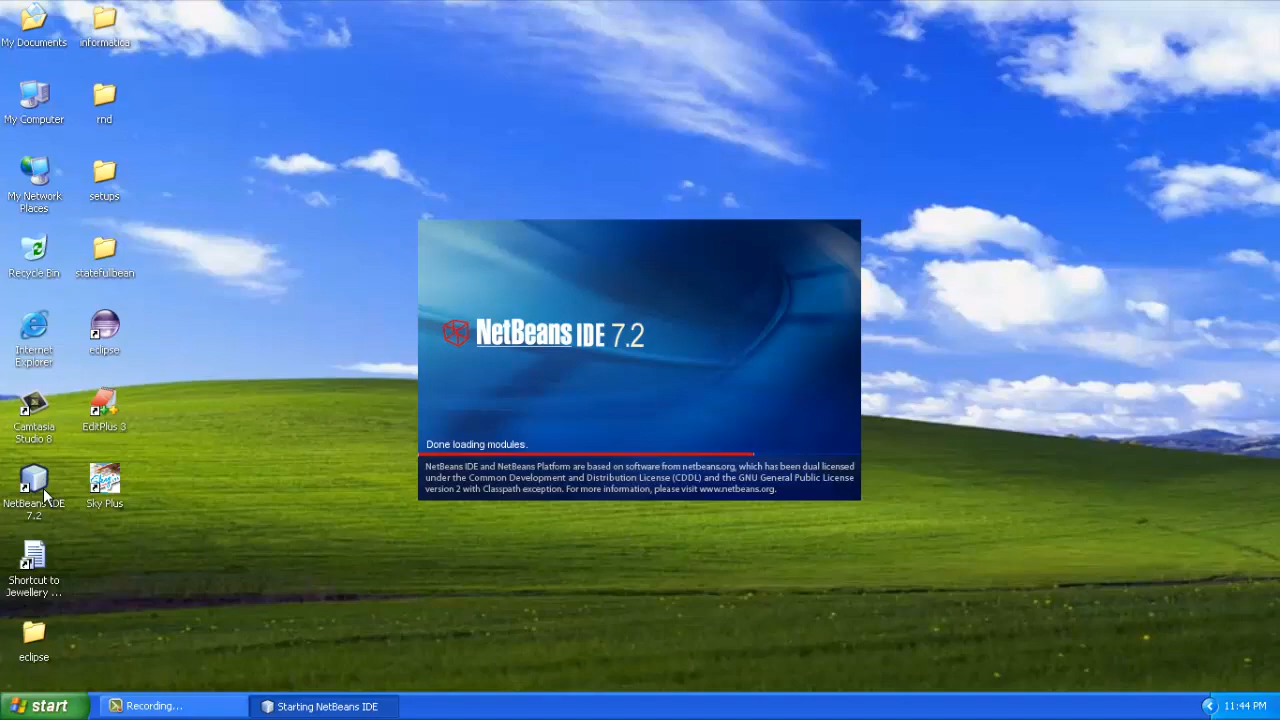 My Documents
informatica
My Computer
rnd
My Network
Places
setups
Recycle Bin
statefulbean
Internet
Explorer
eclipse
Camtasia
Studio 8
EditPlus 3
NetBeans IDE
7.2
Sky Plus
Shortcut to
Jewellery ...
eclipse
NetBeans IDE 7.2
Done loading modules.
NetBeans IDE and NetBeans Platform are based on software from netbeans.org, which has been dual licensed
under the Common Development and Distribution License (CDDL) and the GNU General Public License
version 2 with Classpath exception. For more information, please visit www.netbeans.org.
start
Recording...
Starting NetBeans IDE
11:44 PM